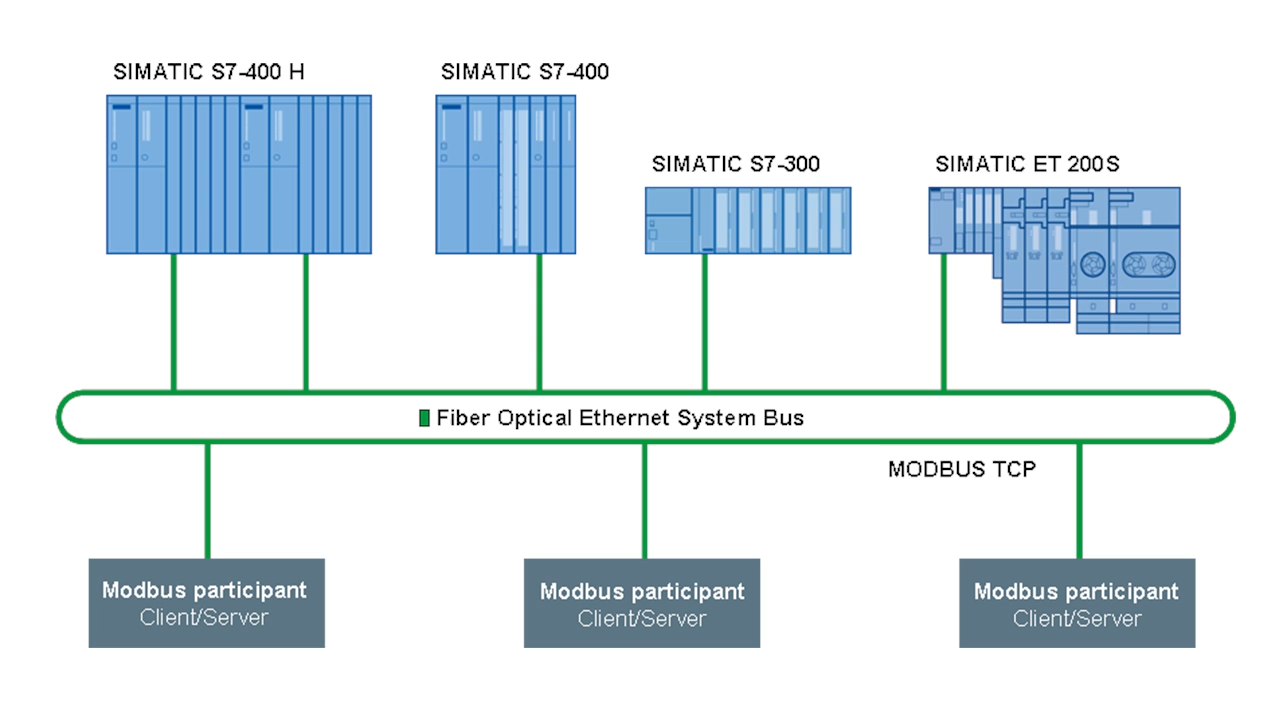 SIMATIC S7-400 H
SIMATIC S7-400
SIMATIC S7-300
SIMATIC ET 200S
Fiber Optical Ethernet System Bus
MODBUS TCP
Modbus participant
Client/Server
Modbus participant
Client/Server
Modbus participant
Client/Server